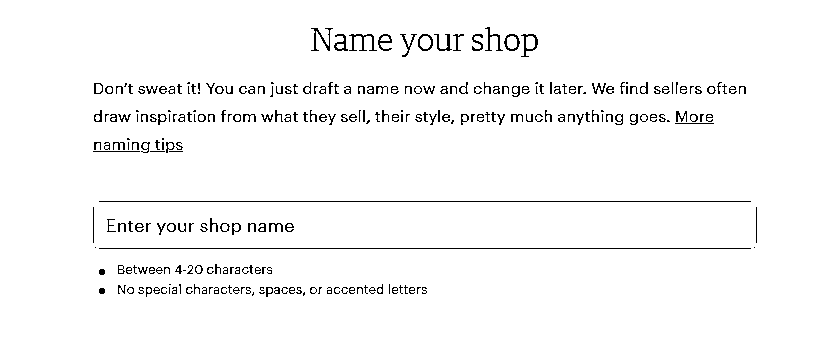 Name your shop
Don't sweat it! You can just draft a name now and change it later. We find sellers often
draw inspiration from what they sell, their style, pretty much anything goes. More
naming tips
Enter your shop name
Between 4-20 characters
No special characters, spaces, or accented letters